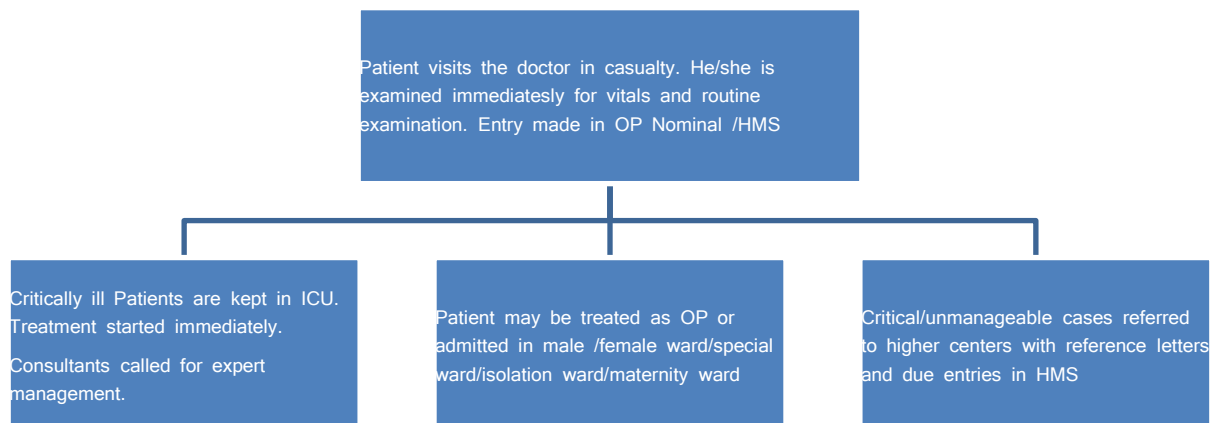 Patient visits the doctor in casualty. He/she is
examined immediatesly for vitals and routine
examination. Entry made in OP Nominal /HMS
Critically ill Patients are kept in ICU.
Treatment started immediately.
Consultants called for expert
management.
Patient may be treated as OP or
admitted in male /female ward/special
ward/isolation ward/maternity ward
Critical/unmanageable cases referred
to higher centers with reference letters
and due entries in HMS